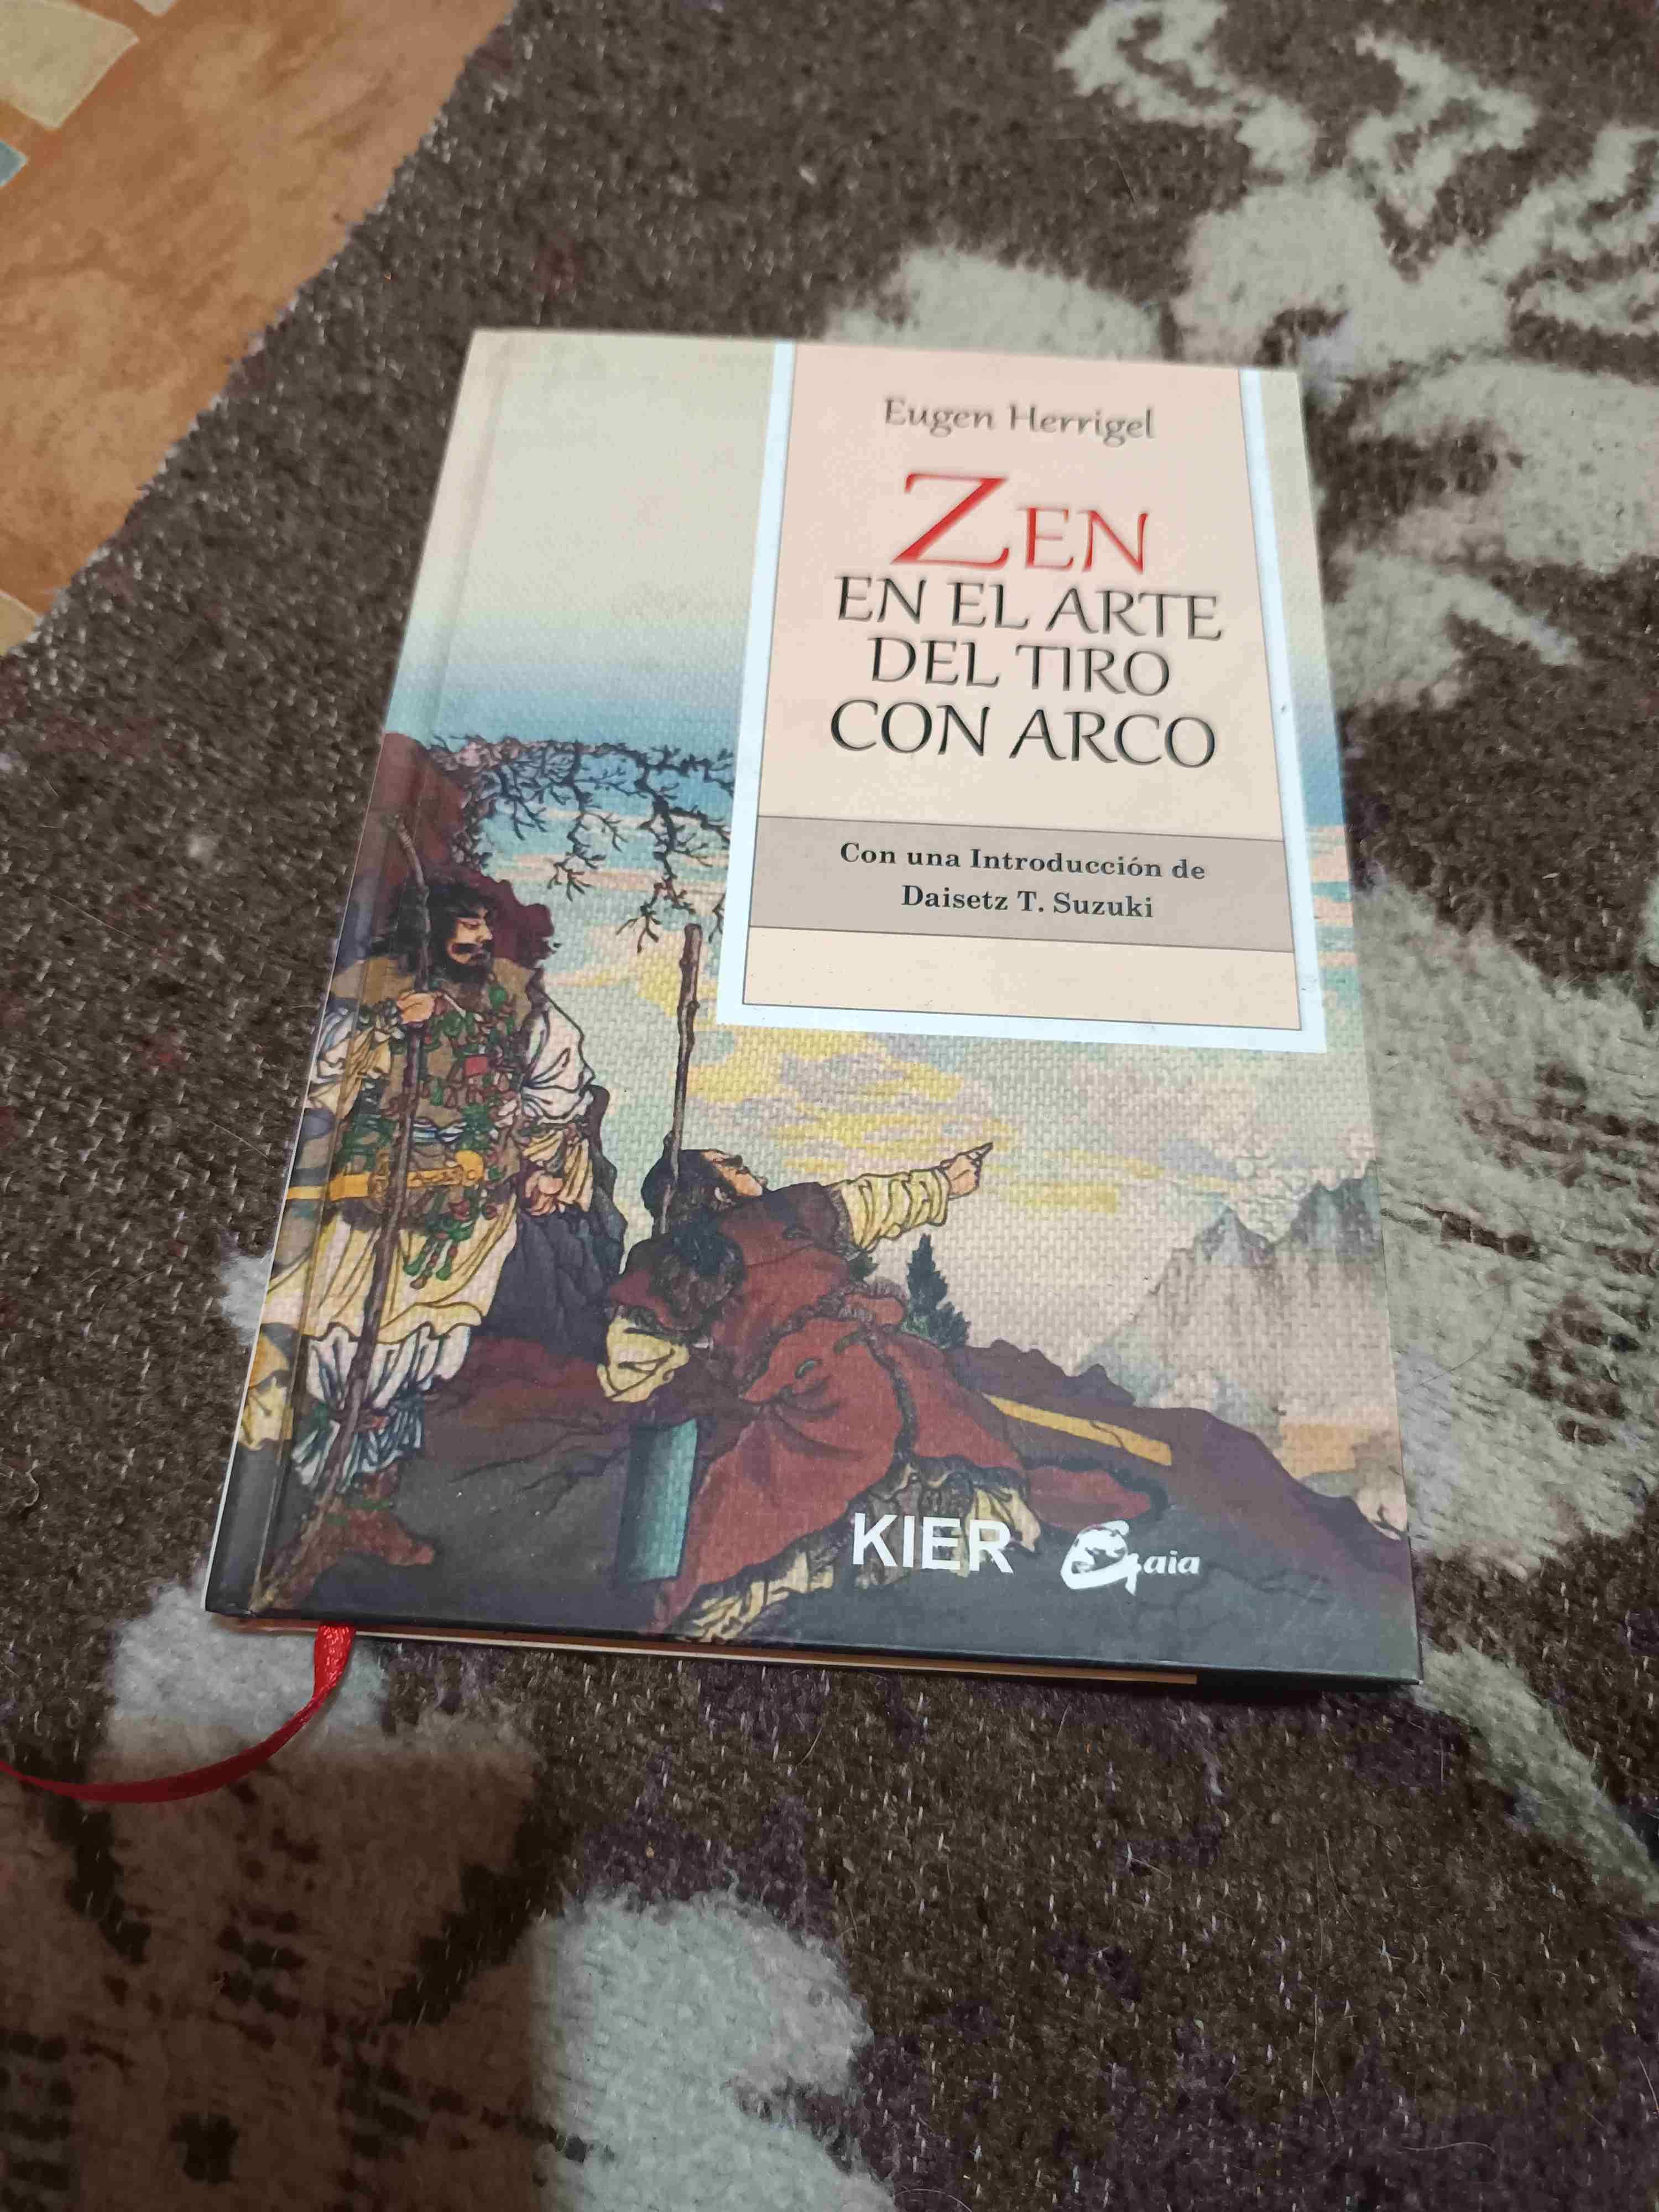 Eugen Herrigel
ZEN
EN EL ARTE
DEL TIRO
CON ARCO
Con una Introducción de
Daisetz T. Suzuki
KIER Gaia